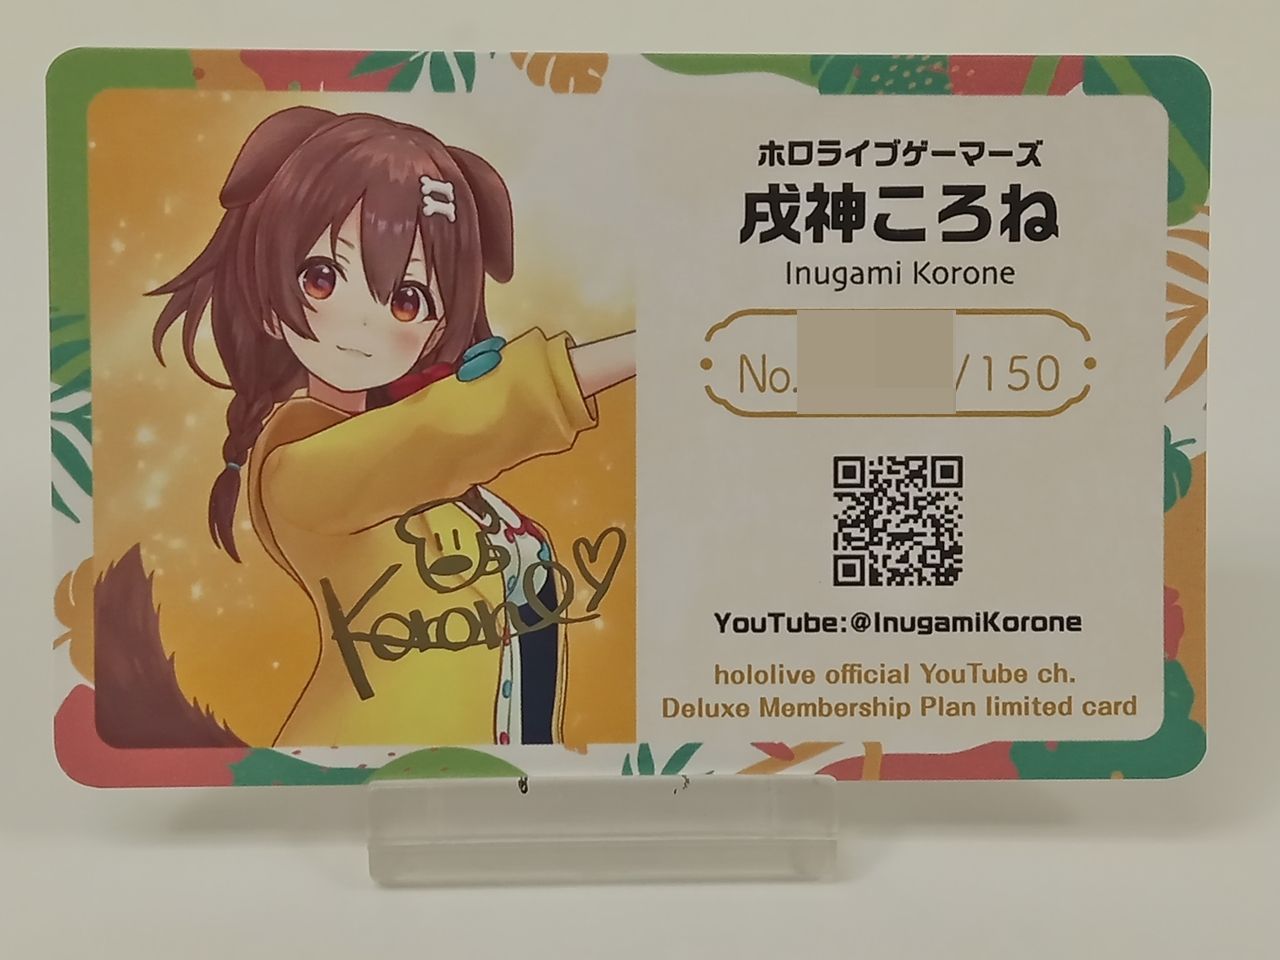 ホロライブゲーマーズ
戌神ころね
Inugami Korone
No. /150
Korone
YouTube:@InugamiKorone
hololive official YouTube ch.
Deluxe Membership Plan limited card